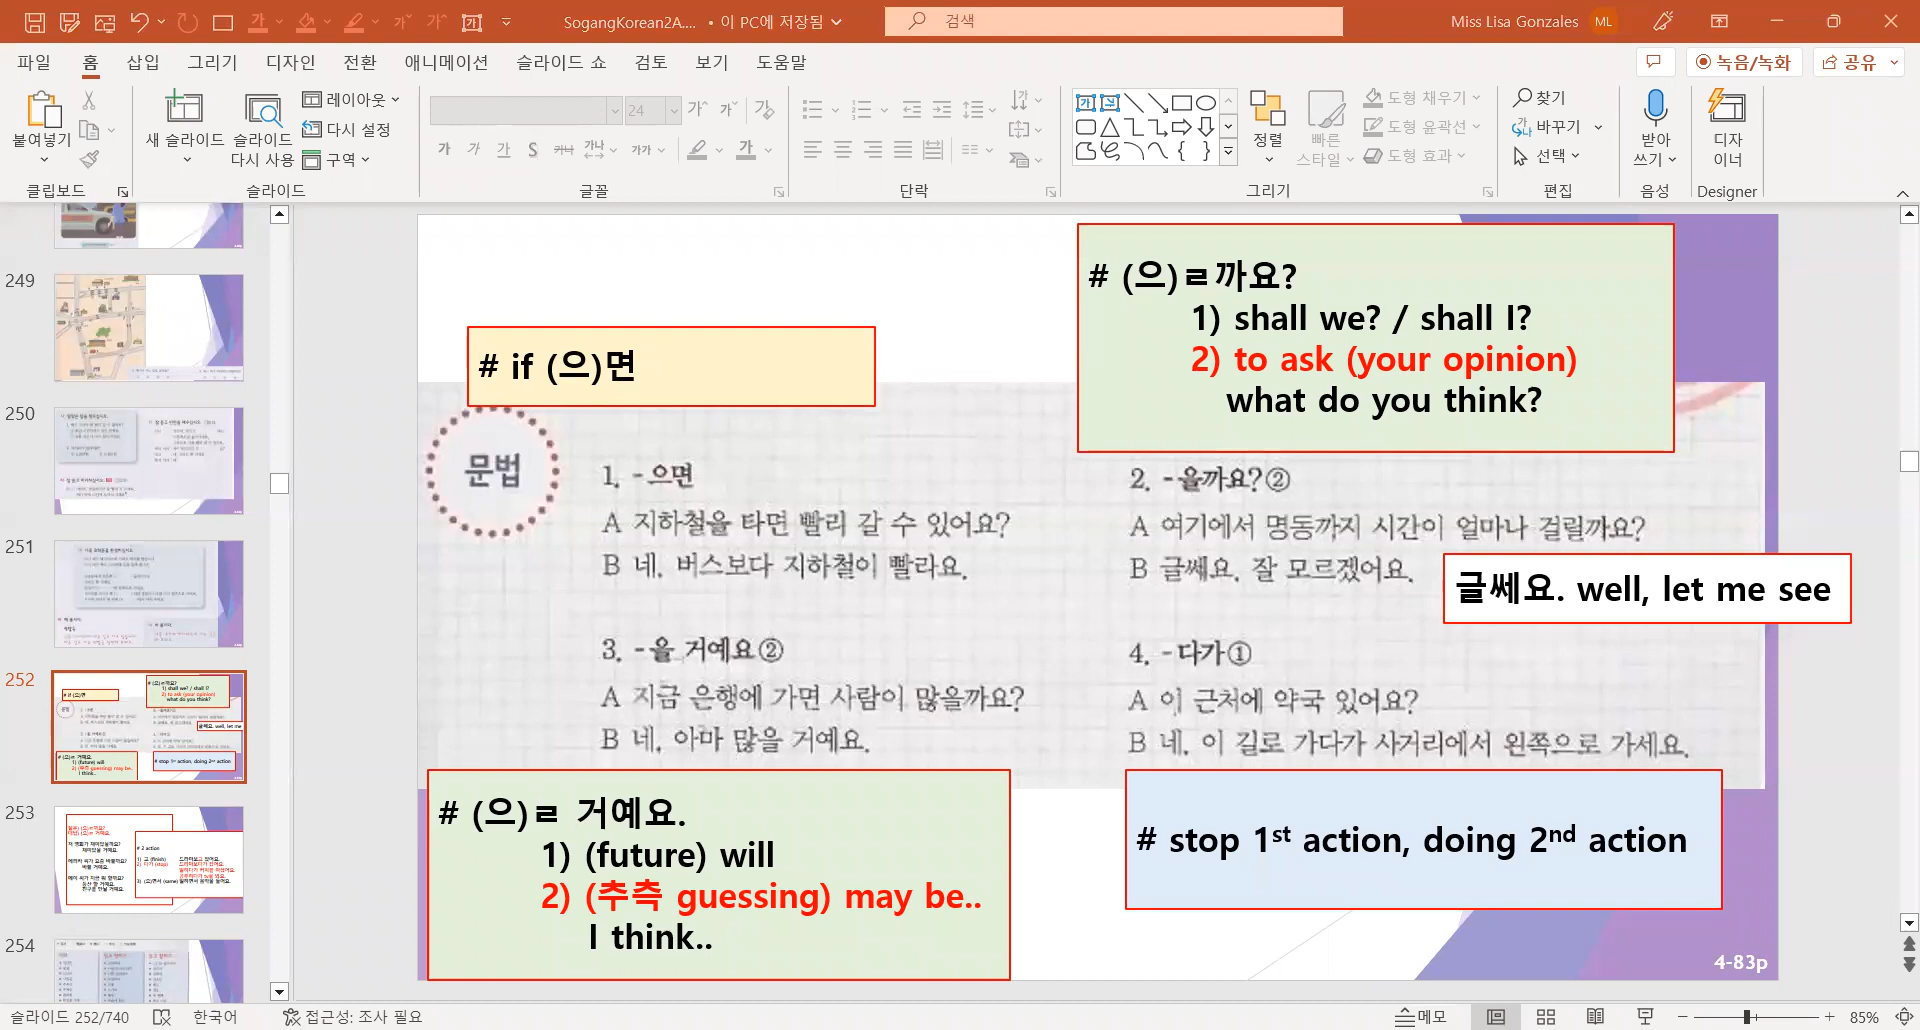 SogangKorean2A.... • 이 PC에 저장됨
검색
Miss Lisa Gonzales ML
파일 홈 삽입 그리기 디자인 전환 애니메이션 슬라이드 쇼 검토 보기 도움말
녹음/녹화 공유
붙여넣기
클립보드
새 슬라이드
슬라이드 다시 사용
레이아웃
다시 설정
구역
슬라이드
24
글꼴
단락
정렬
빠른 스타일
도형 채우기
도형 윤곽선
도형 효과
그리기
찾기
바꾸기
선택
편집
받아쓰기
음성
디자이너
Designer
249
250
251
252
253
254
# (으)ㄹ까요?
1) shall we? / shall I?
2) to ask (your opinion)
what do you think?
# if (으)면
문법
1. -으면
A 지하철을 타면 빨리 갈 수 있어요?
B 네, 버스보다 지하철이 빨라요.
2. -을까요?②
A 여기에서 명동까지 시간이 얼마나 걸릴까요?
B 글쎄요. 잘 모르겠어요.
글쎄요. well, let me see
3. -을 거예요②
A 지금 은행에 가면 사람이 많을까요?
B 네, 아마 많을 거예요.
4. -다가①
A 이 근처에 약국 있어요?
B 네, 이 길로 가다가 사거리에서 왼쪽으로 가세요.
# (으)ㄹ 거예요.
1) (future) will
2) (추측 guessing) may be..
I think..
# stop 1st action, doing 2nd action
4-83p
슬라이드 252/740 한국어 접근성: 조사 필요
메모 85%